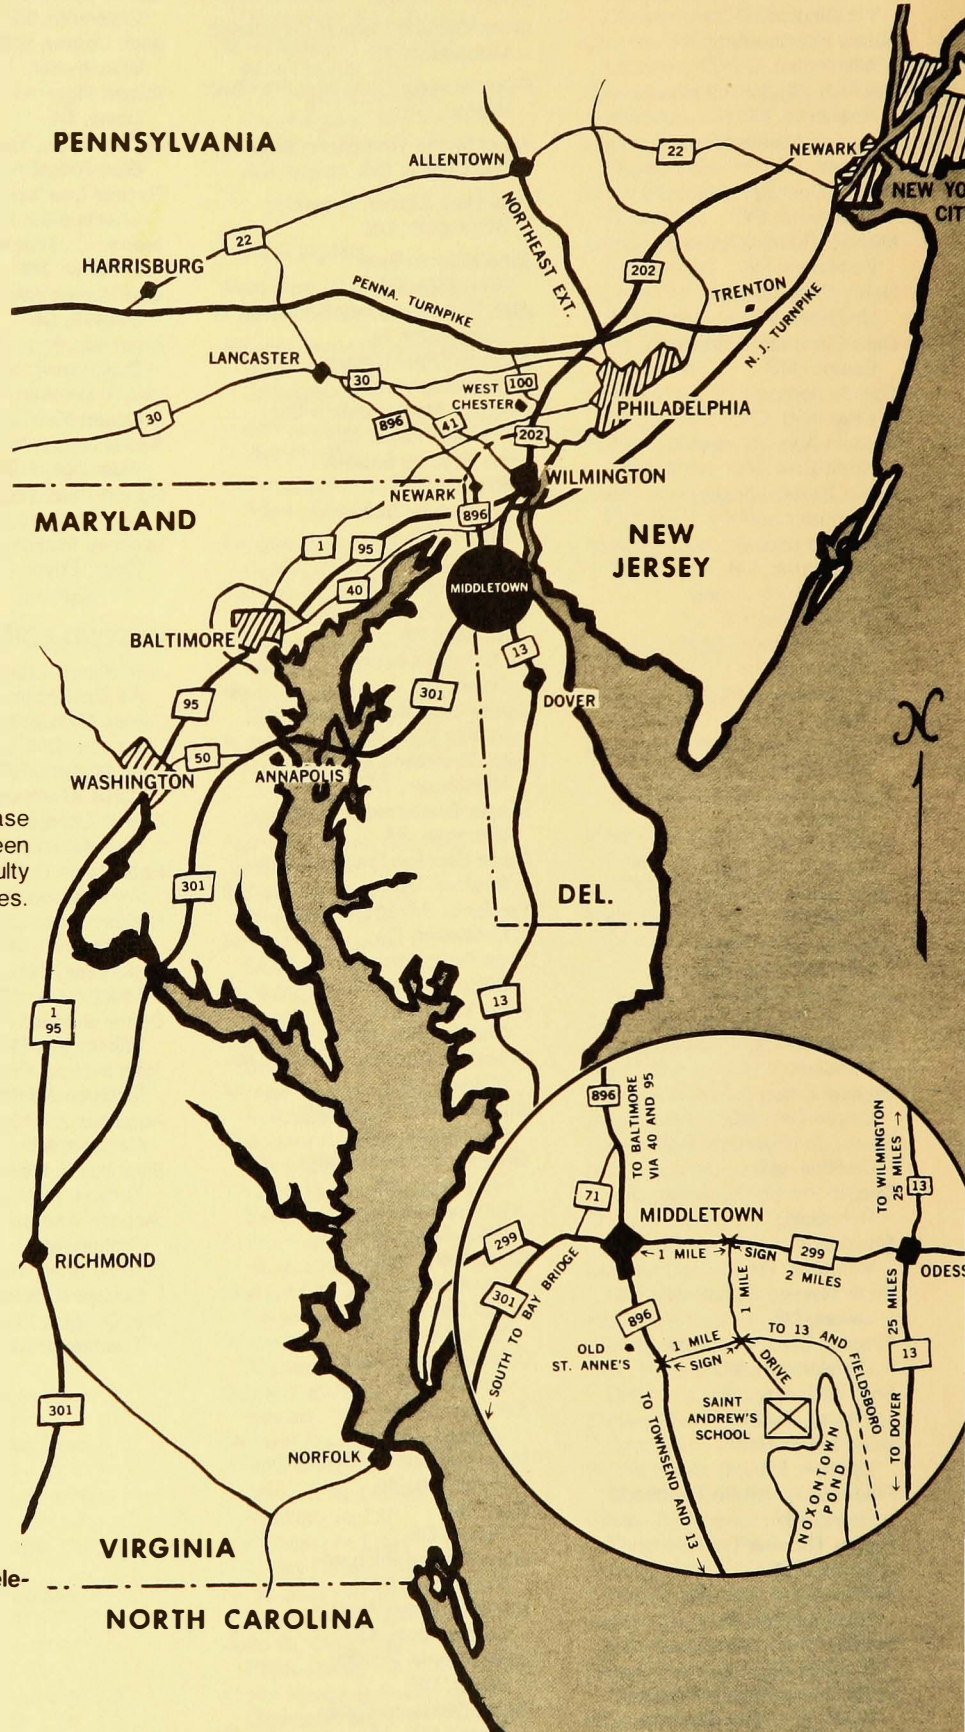 PENNSYLVANIA
ALLENTOWN
22
NEWARK
NEW YO
CIT
NORTHEAST EXT.
22
HARRISBURG
202
PENNA. TURNPIKE
TRENTON
N. J. TURNPIKE
LANCASTER
30
WEST
CHESTER
100
30
896
41
PHILADELPHIA
202
WILMINGTON
NEWARK
MARYLAND
896
NEW
JERSEY
1
95
40
MIDDLETOWN
BALTIMORE
13
301
DOVER
95
N
50
WASHINGTON
ANNAPOLIS
ase
een
ulty
es.
301
DEL.
13
1
95
RICHMOND
301
NORFOLK
VIRGINIA
ele-
NORTH CAROLINA
896
TO BALTIMORE
VIA 40 AND 95
TO WILMINGTON
25 MILES →
13
71
MIDDLETOWN
299
← 1 MILE →
SIGN
299
2 MILES
ODESS
301
← SOUTH TO BAY BRIDGE
1 MILE
25 MILES
896
1 MILE
← SIGN →
TO 13 AND FIELDSBORO
13
OLD
ST. ANNE'S
DRIVE
SAINT
ANDREW'S
SCHOOL
← TO DOVER
TO TOWNSEND AND 13 →
NOXONTOWN
POND